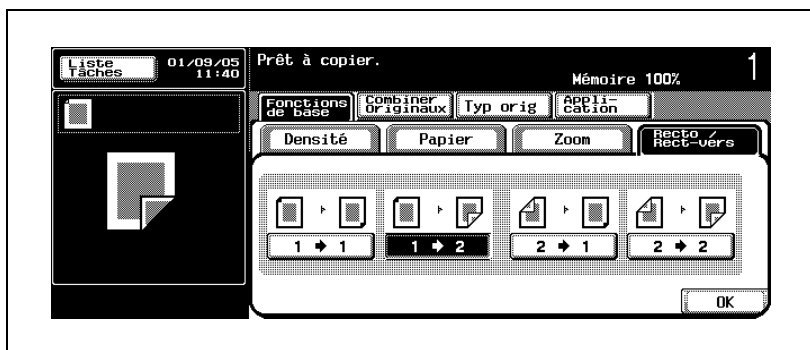 Liste
Tâches
01/09/05
11:40
Prêt à copier.
Mémoire 100%
1
Fonctions
de base
Combiner
Originaux
Typ orig
Appli-
cation
Densité
Papier
Zoom
Recto /
Rect-vers
1 ➔ 1
1 ➔ 2
2 ➔ 1
2 ➔ 2
OK